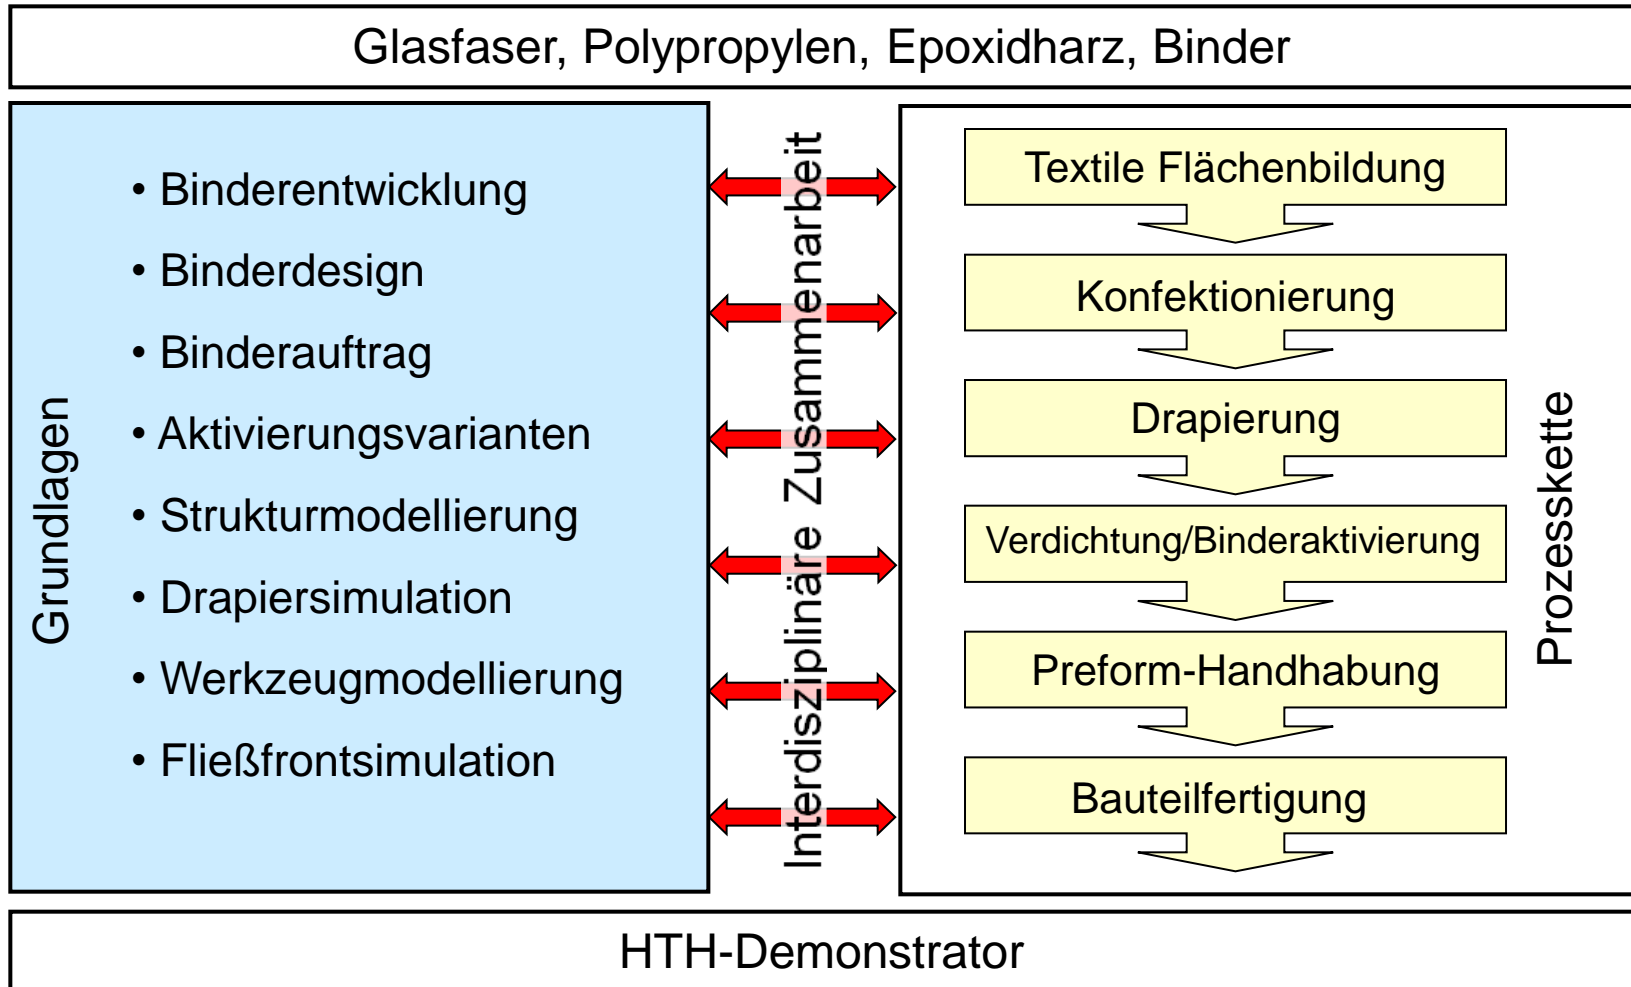 Glasfaser, Polypropylen, Epoxidharz, Binder
Grundlagen
• Binderentwicklung
• Binderdesign
• Binderauftrag
• Aktivierungsvarianten
• Strukturmodellierung
• Drapiersimulation
• Werkzeugmodellierung
• Fließfrontsimulation
Interdisziplinäre Zusammenarbeit
Textile Flächenbildung
Konfektionierung
Drapierung
Verdichtung/Binderaktivierung
Preform-Handhabung
Bauteilfertigung
Prozesskette
HTH-Demonstrator